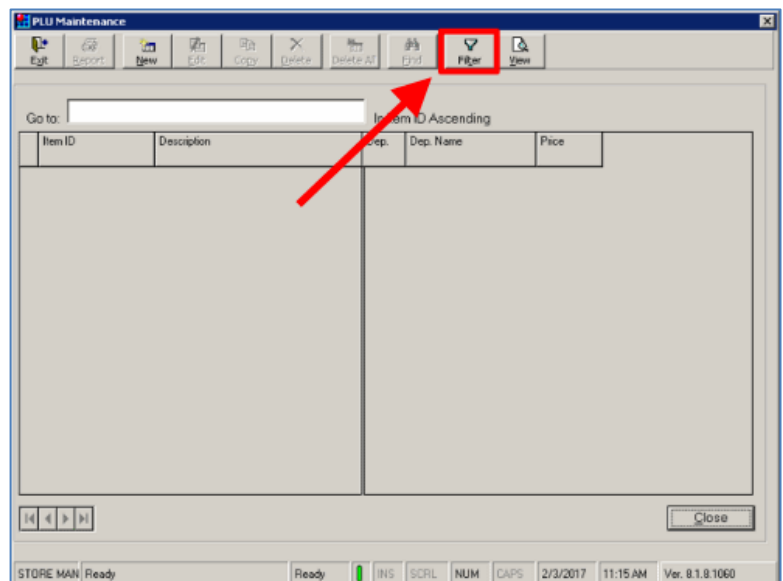 PLU Maintenance
Exit Report New Edit Copy Delete Delete All Find Filter View
Go to: In Item ID Ascending
Item ID Description Dep. Dep. Name Price
Close
STORE MAN Ready Ready INS SCRL NUM CAPS 2/3/2017 11:15 AM Ver. 8.1.8.1060